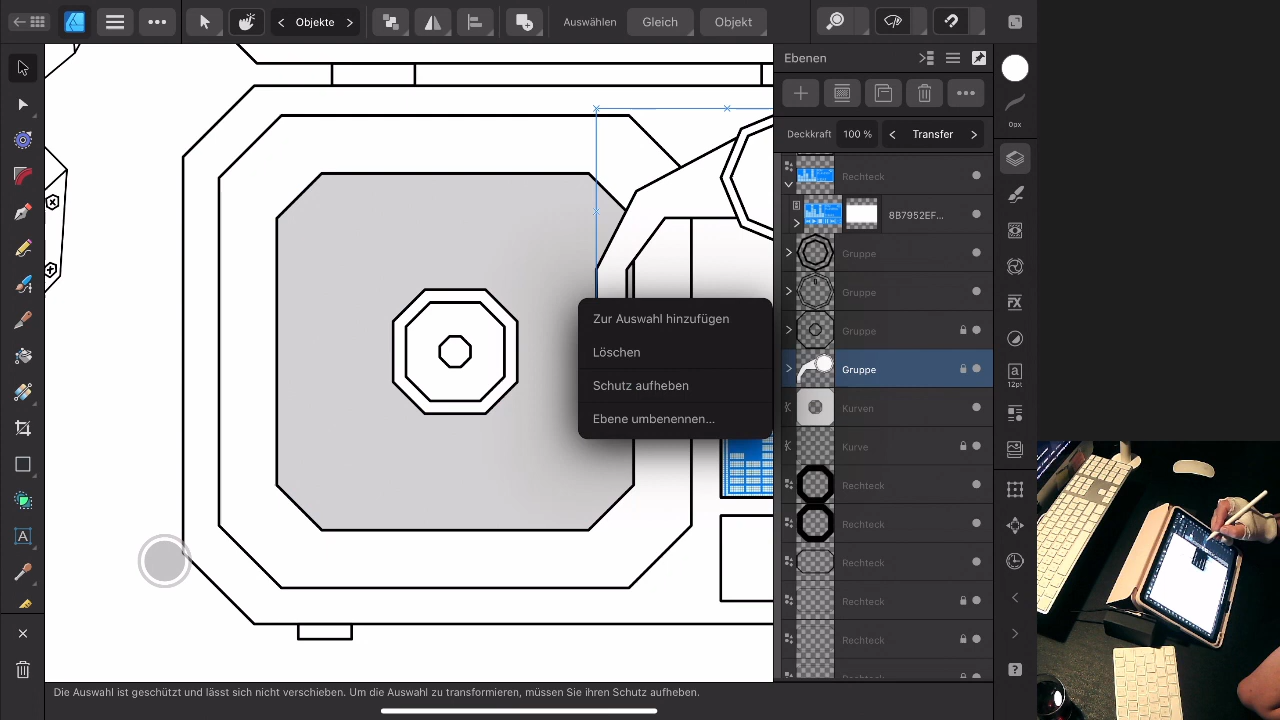 Objekte
Auswählen
Gleich
Objekt
Ebenen
Deckkraft 100 % Transfer
0px
Rechteck
8B7952EF...
Gruppe
Gruppe
Gruppe
Gruppe
Kurven
Kurve
Rechteck
Rechteck
Rechteck
Rechteck
Rechteck
Rechteck
Zur Auswahl hinzufügen
Löschen
Schutz aufheben
Ebene umbenennen...
FX
a
12pt
A
?
Die Auswahl ist geschützt und lässt sich nicht verschieben. Um die Auswahl zu transformieren, müssen Sie ihren Schutz aufheben.